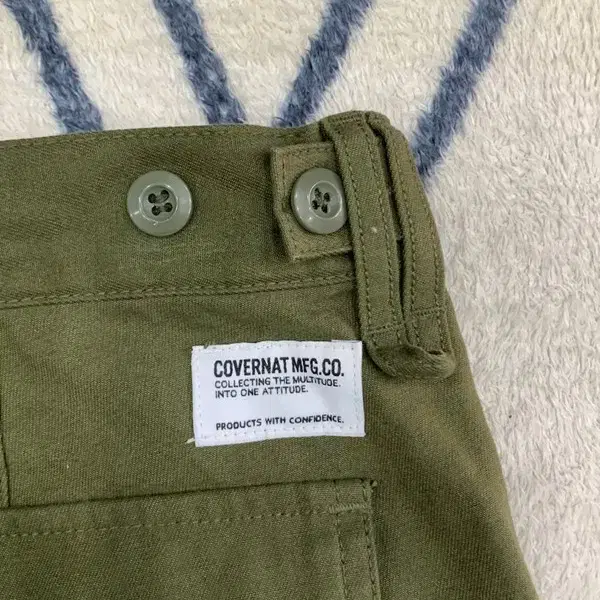 COVERNAT MFG.CO.
COLLECTING THE MULTITUDE.
INTO ONE ATTITUDE.
PRODUCTS WITH CONFIDENCE.